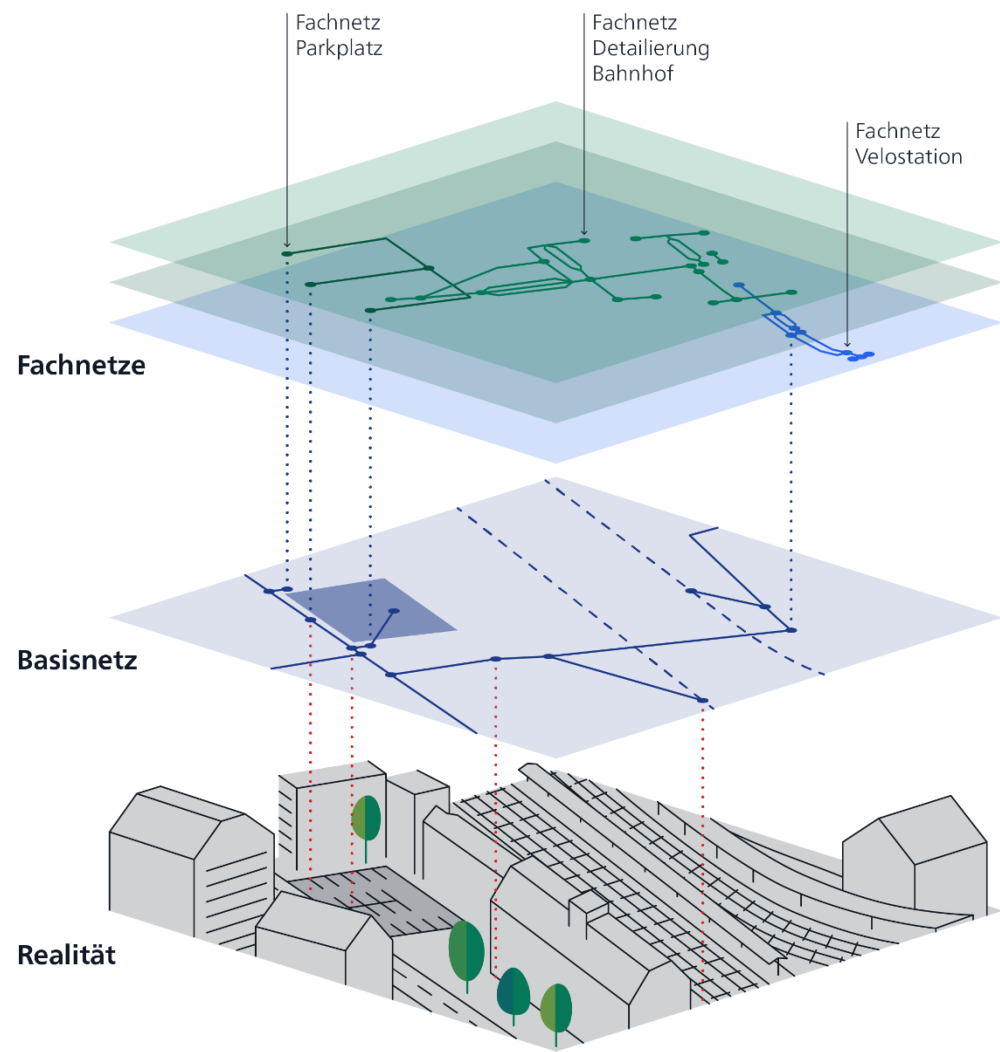 Fachnetz
Parkplatz
Fachnetz
Detailierung
Bahnhof
Fachnetz
Velostation
Fachnetze
Basisnetz
Realität